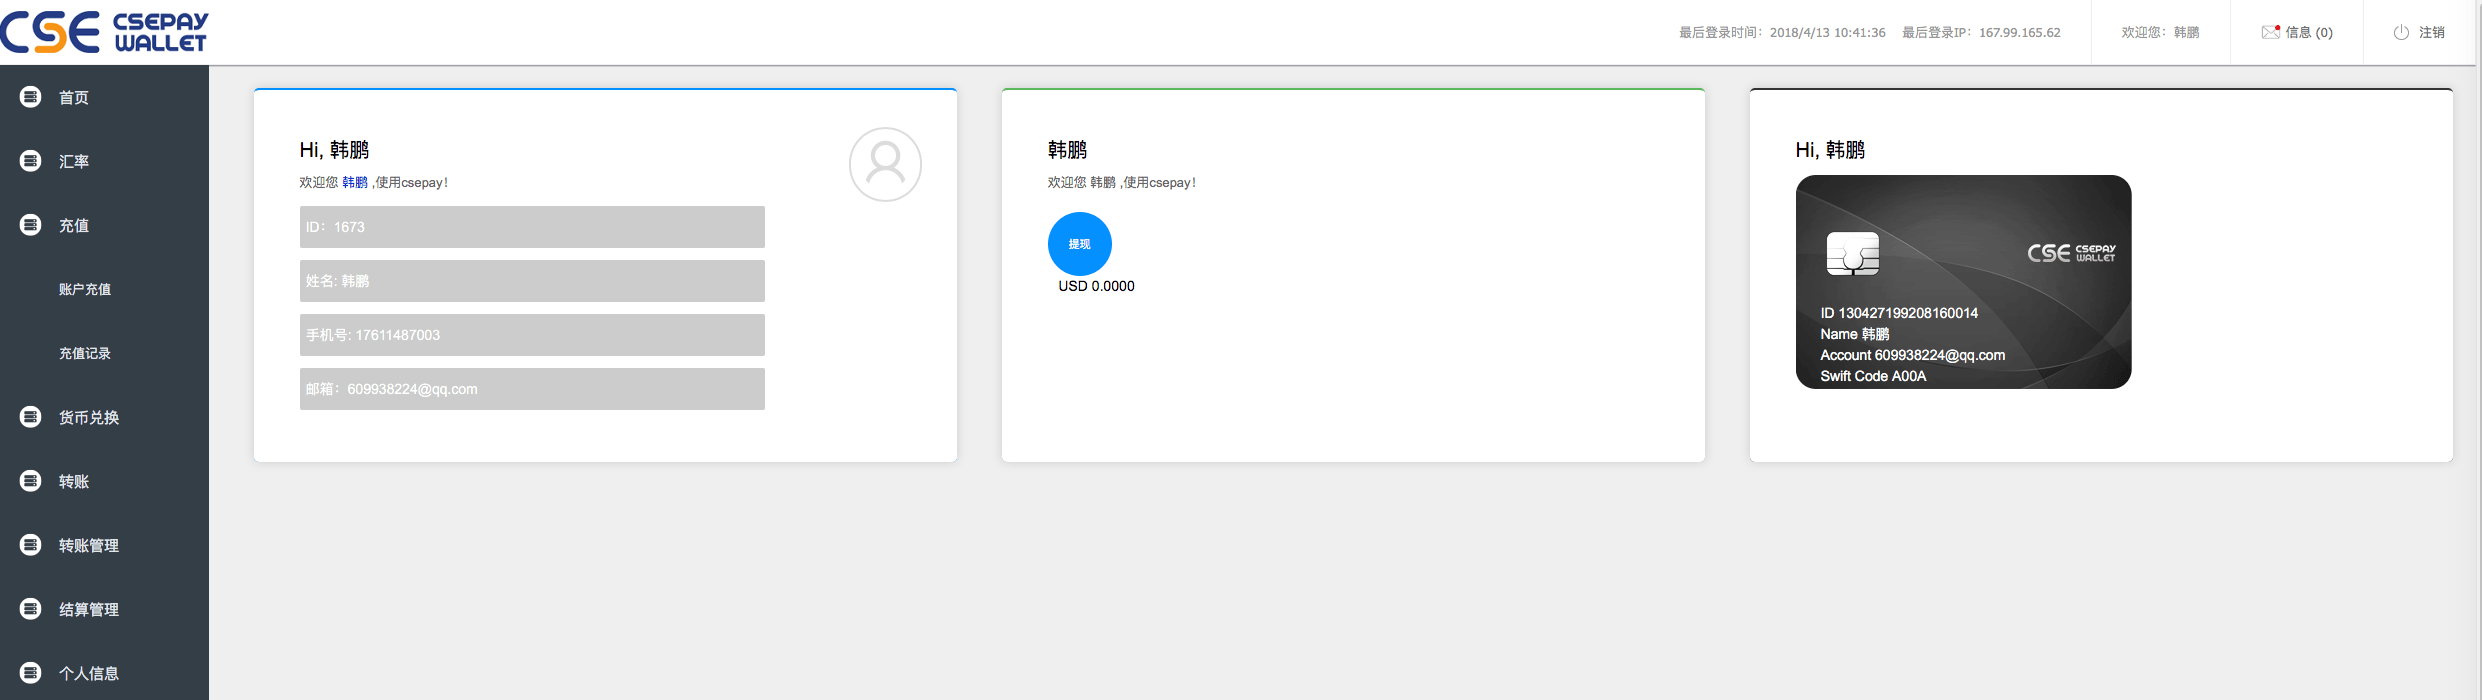 CSE CSEPAY WALLET
最后登录时间：2018/4/13 10:41:36 最后登录IP：167.99.165.62
欢迎您：韩鹏
信息 (0)
注销
首页
汇率
充值
账户充值
充值记录
货币兑换
转账
转账管理
结算管理
个人信息
Hi, 韩鹏
欢迎您 韩鹏 ,使用csepay!
ID：1673
姓名: 韩鹏
手机号: 17611487003
邮箱：609938224@qq.com
韩鹏
欢迎您 韩鹏 ,使用csepay!
提现
USD 0.0000
Hi, 韩鹏
CSE CSEPAY WALLET
ID 130427199208160014
Name 韩鹏
Account 609938224@qq.com
Swift Code A00A